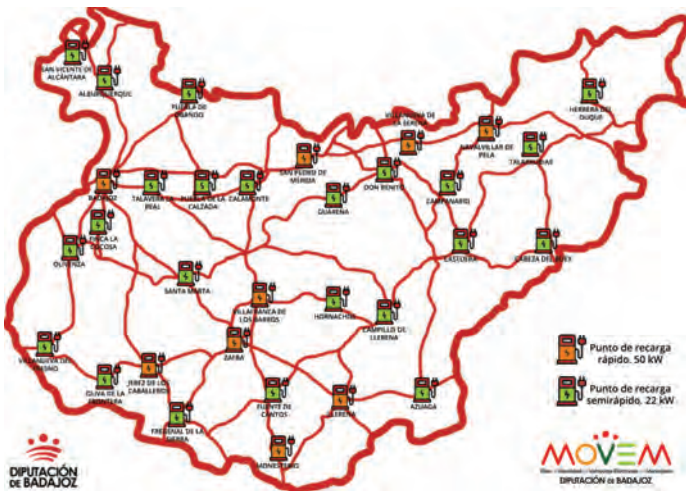 SAN VICENTE DE
ALCÁNTARA
ALBURQUERQUE
PUEBLA DE
OBANDO
HERRERA DEL
DUQUE
VILLANUEVA DE
LA SERENA
NAVALVILLAR DE
PELA
TALARRUBIAS
SAN PEDRO DE
MÉRIDA
DON BENITO
BADAJOZ
TALAVERA LA
REAL
PUEBLA DE LA
CALZADA
CALAMONTE
GUAREÑA
CAMPANARIO
FINCA LA
COCOSA
OLIVENZA
CASTUERA
CABEZA DEL BUEY
SANTA MARTA
VILLAFRANCA DE
LOS BARROS
HORNACHOS
CAMPILLO DE
LLERENA
VILLANUEVA DEL
FRESNO
ZAFRA
JEREZ DE LOS
CABALLEROS
OLIVA DE LA
FRONTERA
FUENTE DE
CANTOS
LLERENA
AZUAGA
FREGENAL DE LA
SIERRA
MONESTERIO
Punto de recarga
rápido. 50 kW
Punto de recarga
semirápido. 22 kW
DIPUTACIÓN
DE BADAJOZ
MOVEM
DIPUTACIÓN DE BADAJOZ